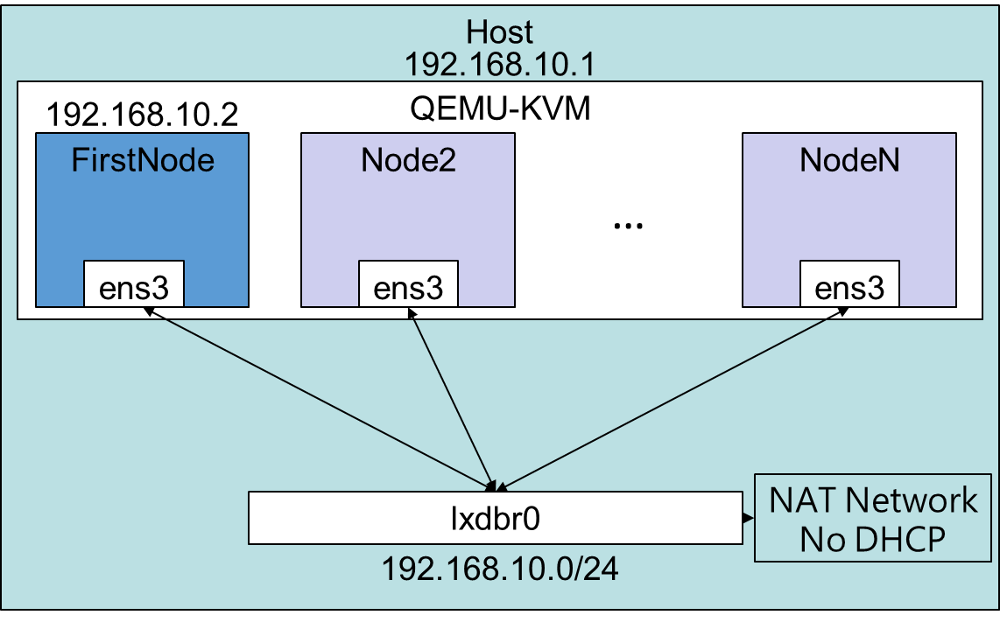 Host
192.168.10.1
QEMU-KVM
192.168.10.2
FirstNode
Node2
...
NodeN
ens3
ens3
ens3
lxdbr0
192.168.10.0/24
NAT Network
No DHCP